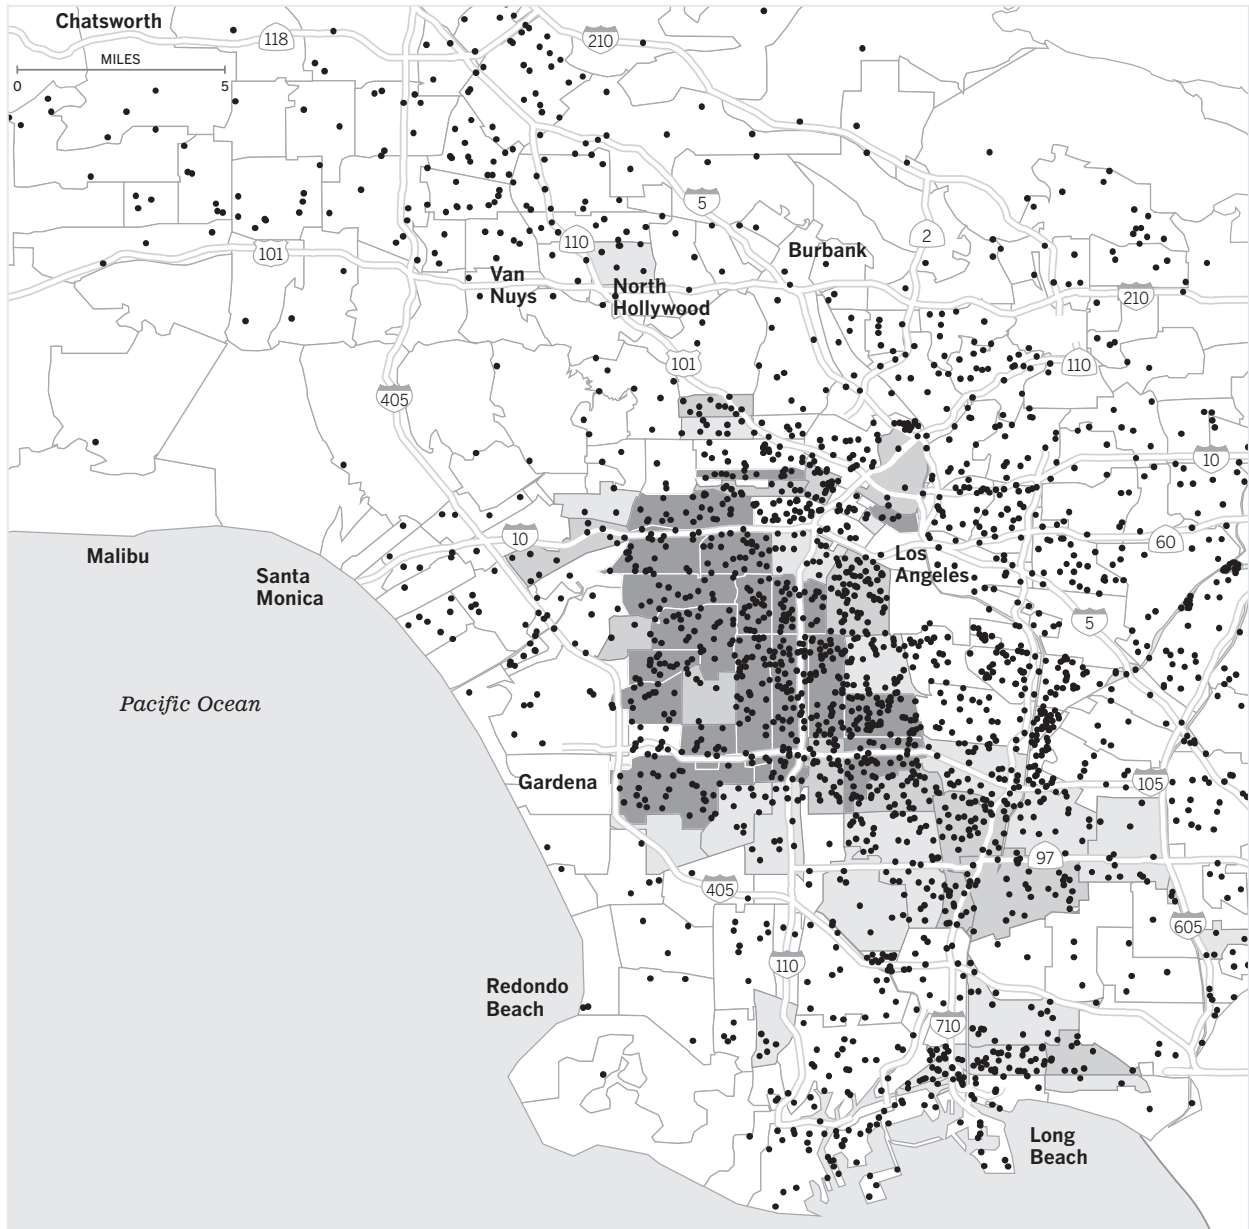 Chatsworth
118
210
MILES
0
5
5
101
110
Burbank
2
Van
Nuys
North
Hollywood
210
101
110
405
10
10
60
Malibu
Santa
Monica
Los
Angeles
5
Pacific Ocean
Gardena
105
97
405
605
110
Redondo
Beach
710
Long
Beach